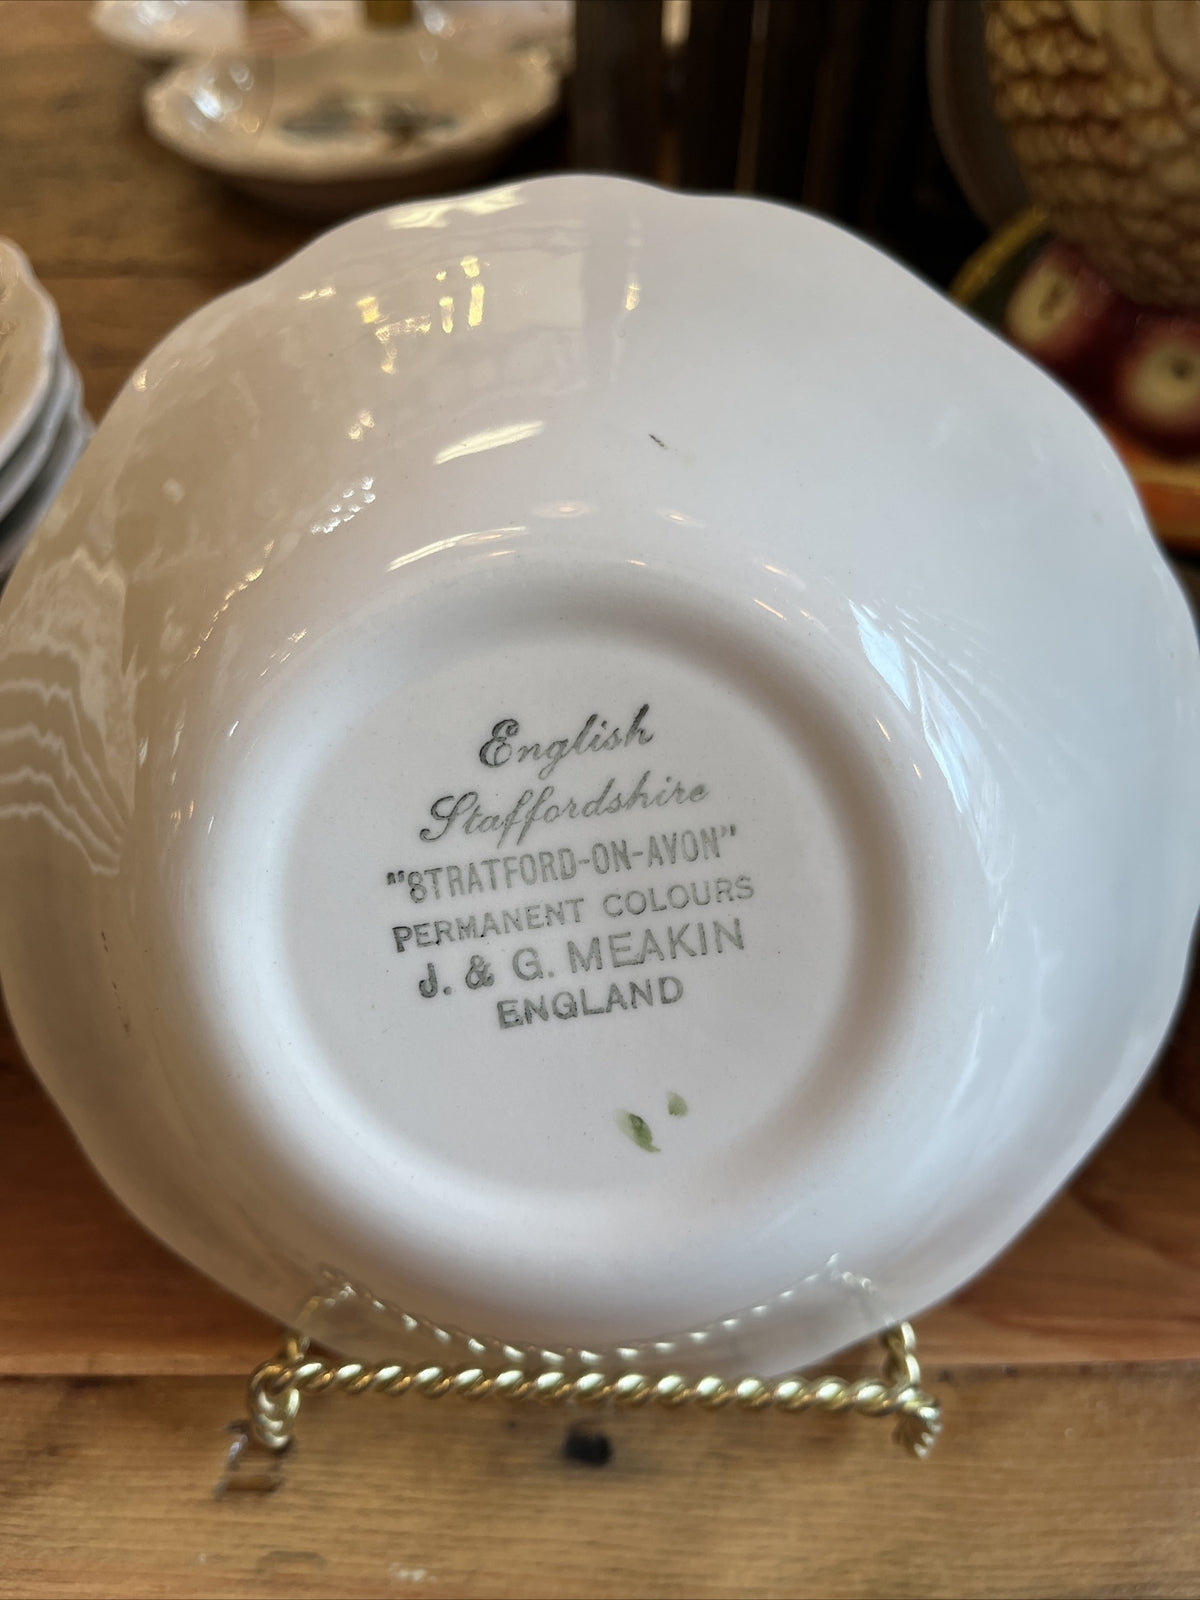 English
Staffordshire
"STRATFORD-ON-AVON"
PERMANENT COLOURS
J. & G. MEAKIN
ENGLAND